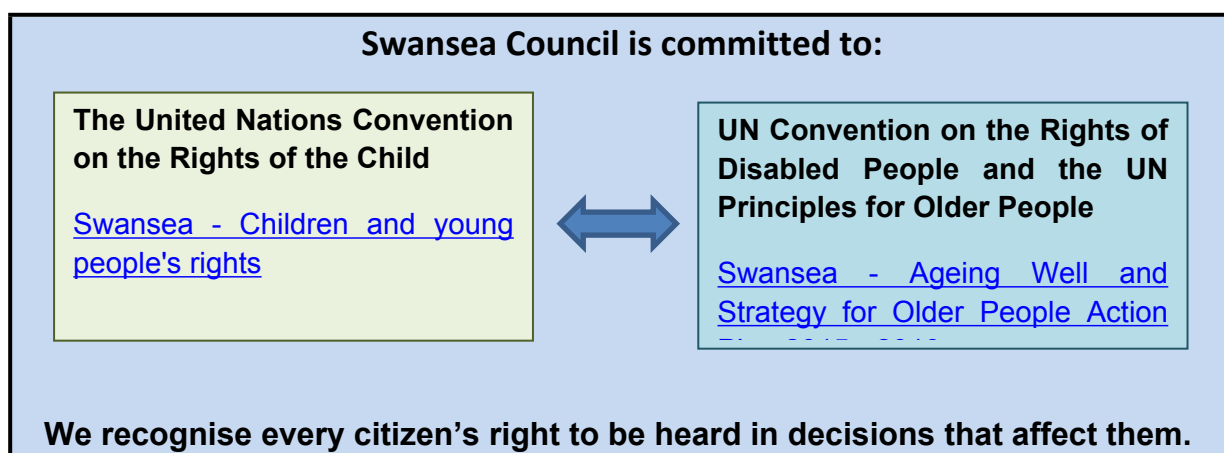 Swansea Council is committed to:
The United Nations Convention
on the Rights of the Child
Swansea - Children and young
people's rights
UN Convention on the Rights of
Disabled People and the UN
Principles for Older People
Swansea - Ageing Well and
Strategy for Older People Action
We recognise every citizen’s right to be heard in decisions that affect them.